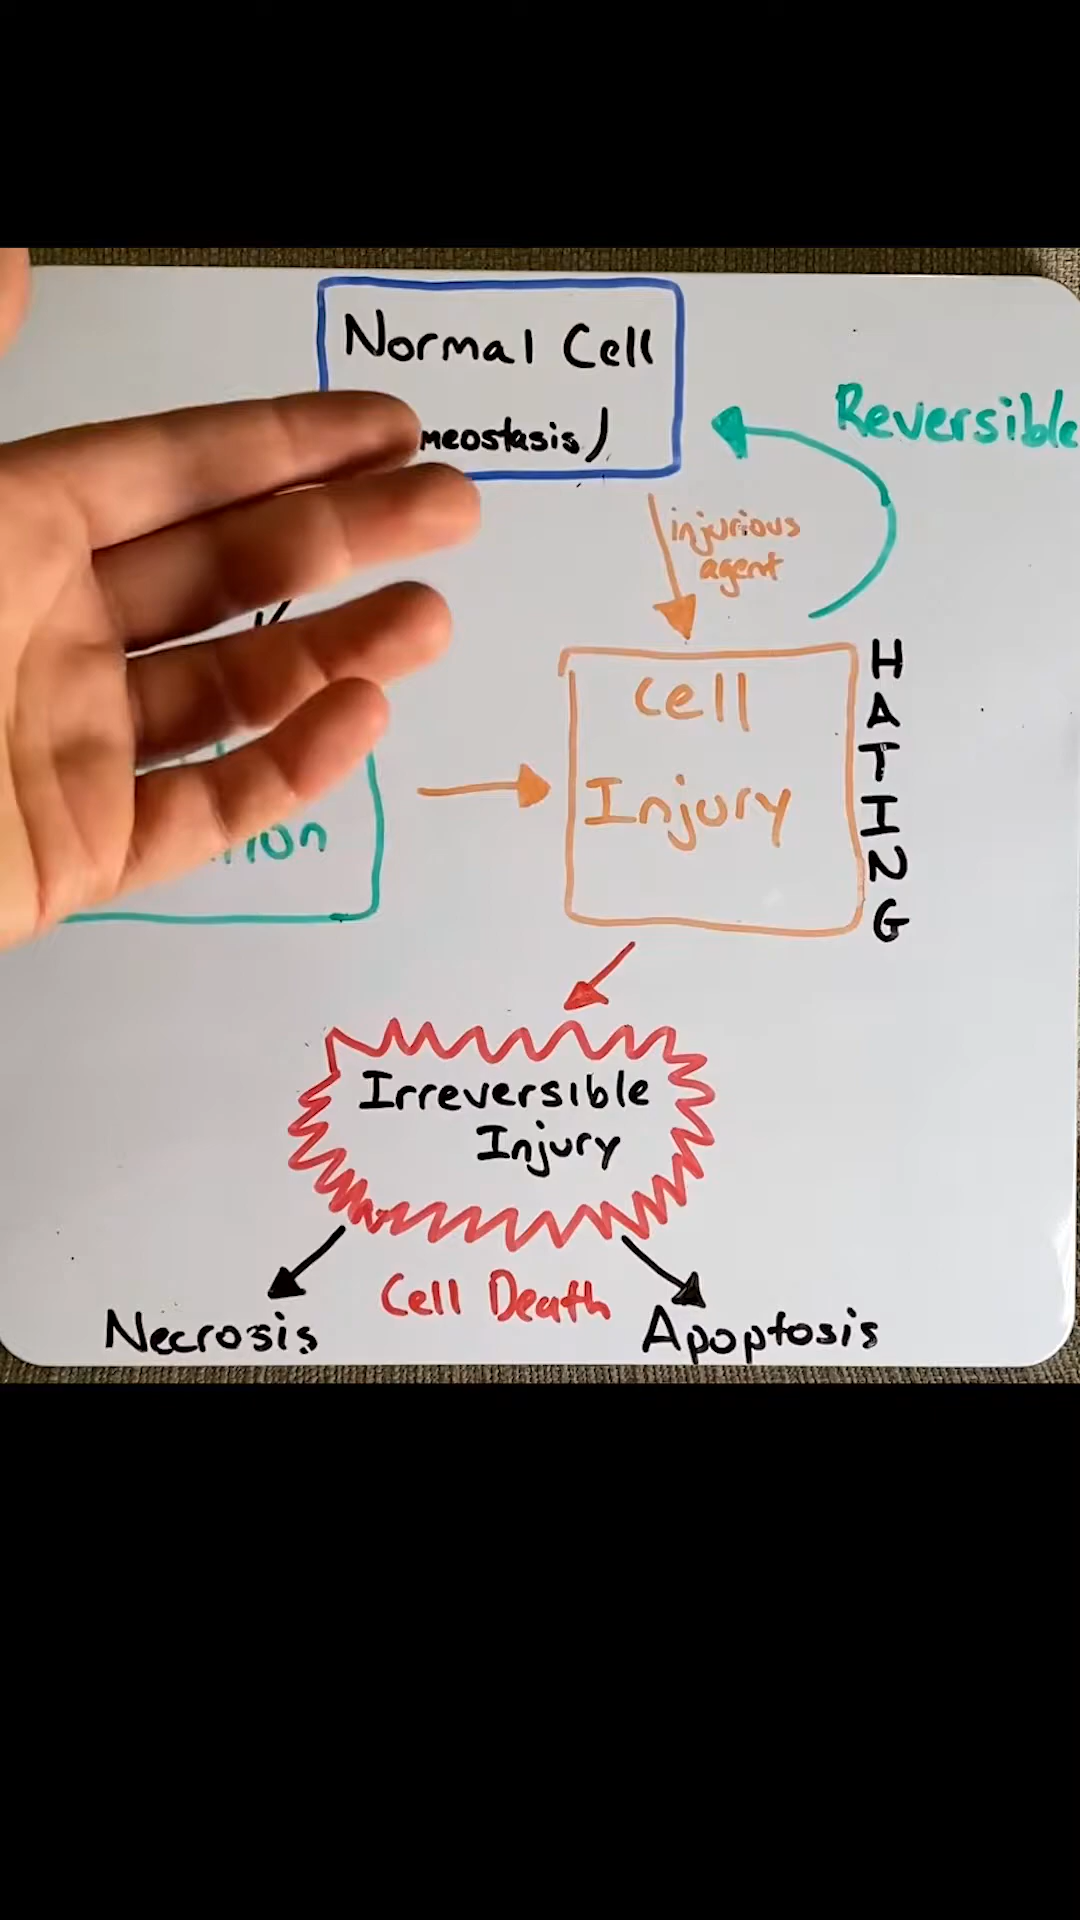 Normal Cell
meostasis)
Reversible
injurious
agent
Cell
Injury
H
A
T
I
N
G
Irreversible
Injury
Cell Death
Necrosis
Apoptosis